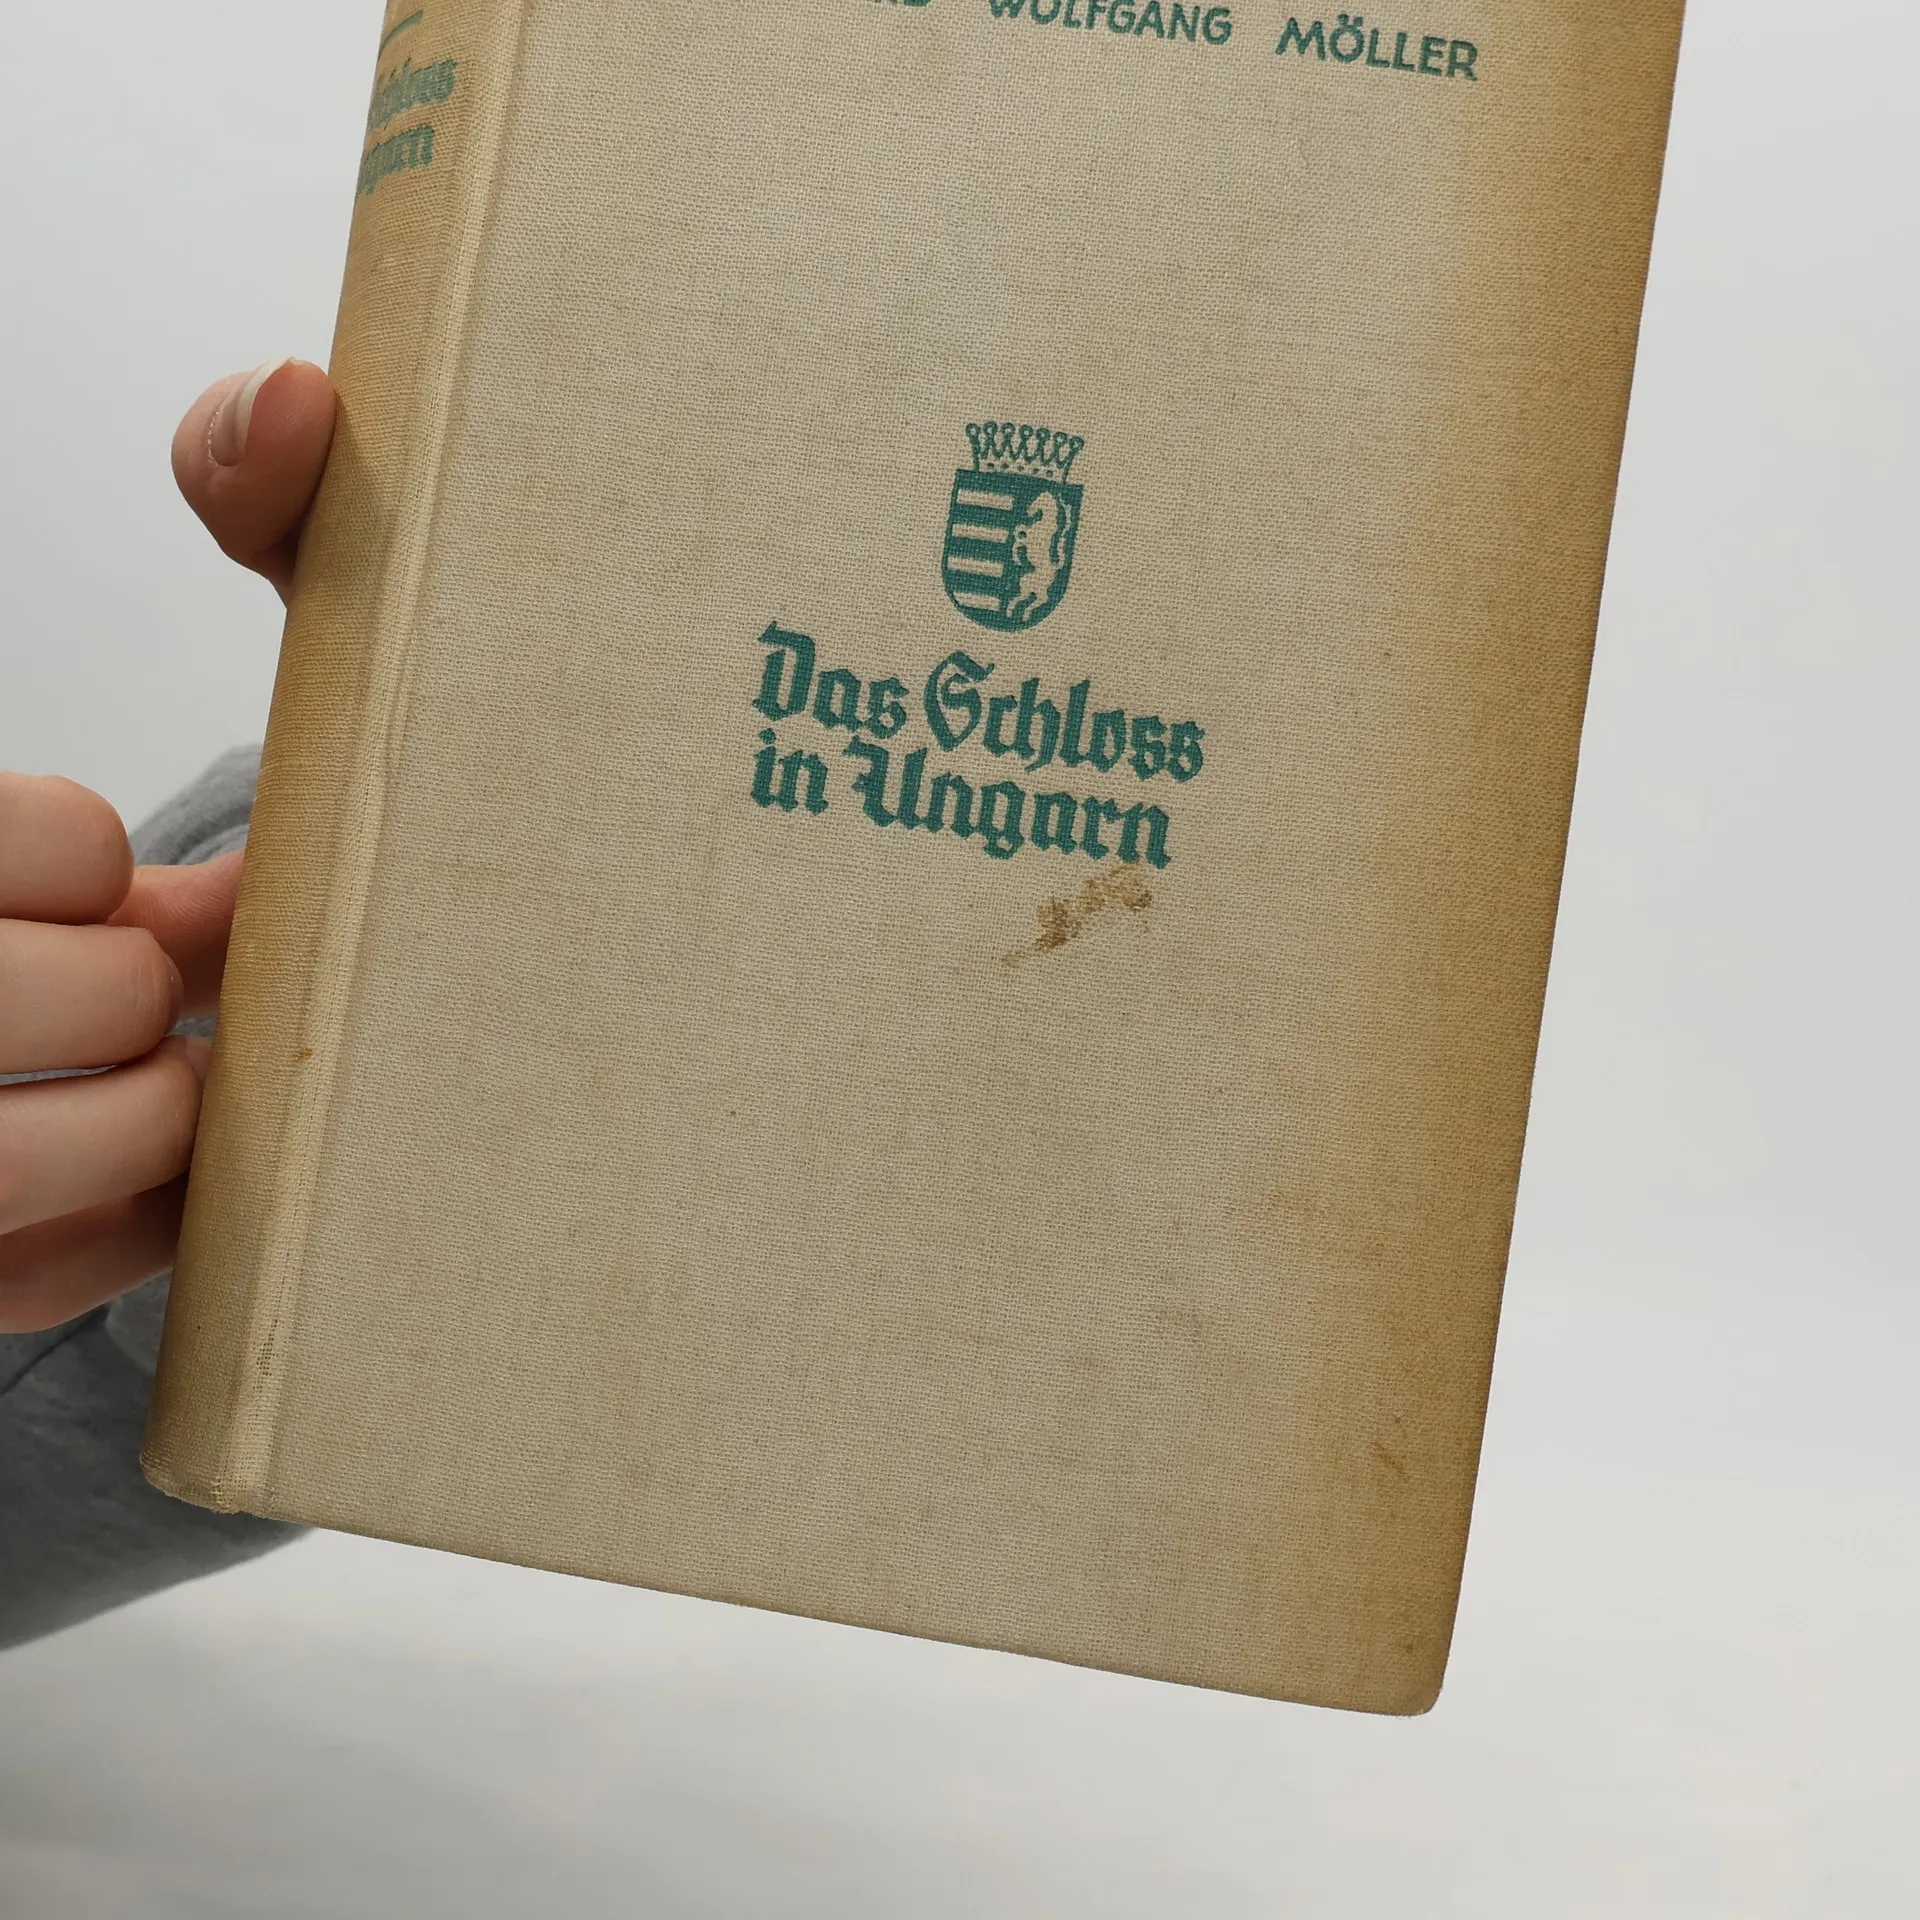 WOLFGANG MÖLLER
Das Schloss
in Ungarn